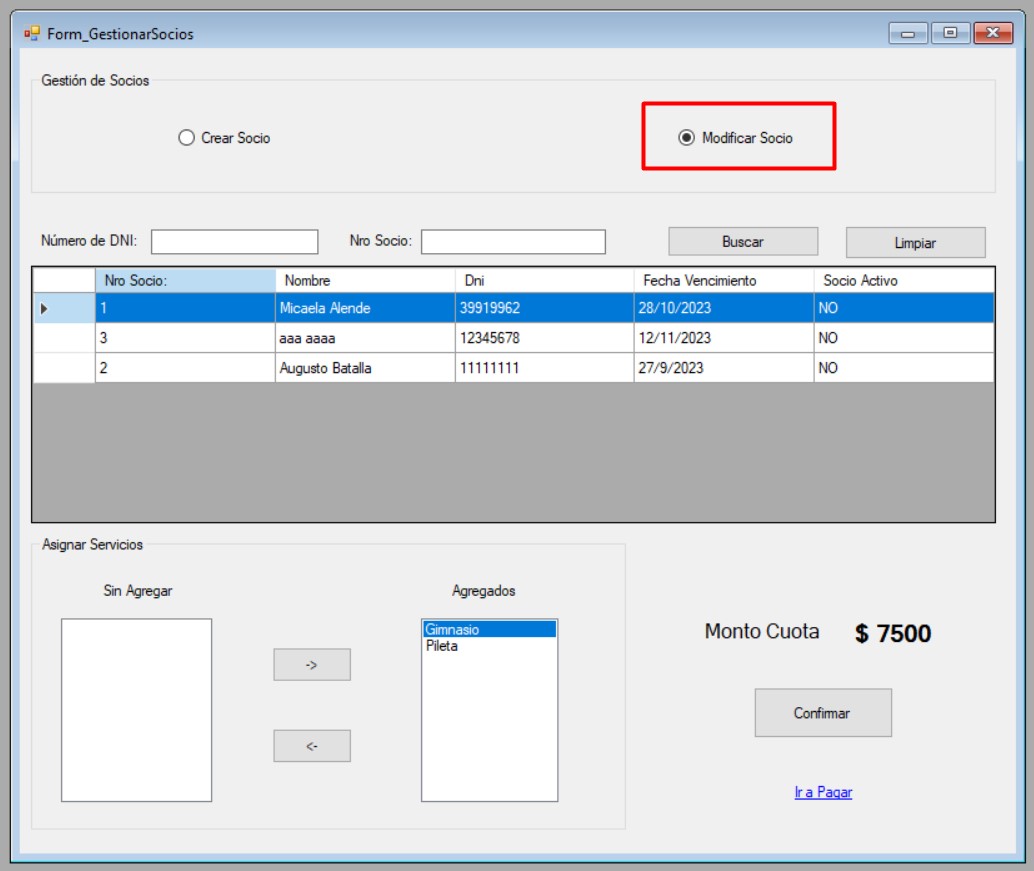 Form_GestionarSocios
Gestión de Socios
Crear Socio
Modificar Socio
Número de DNI:
Nro Socio:
Buscar
Limpiar
Nro Socio: Nombre Dni Fecha Vencimiento Socio Activo
1 Micaela Alende 39919962 28/10/2023 NO
3 aaa aaaa 12345678 12/11/2023 NO
2 Augusto Batalla 11111111 27/9/2023 NO
Asignar Servicios
Sin Agregar
Agregados
Gimnasio
Pileta
->
<-
Monto Cuota $ 7500
Confirmar
Ir a Pagar